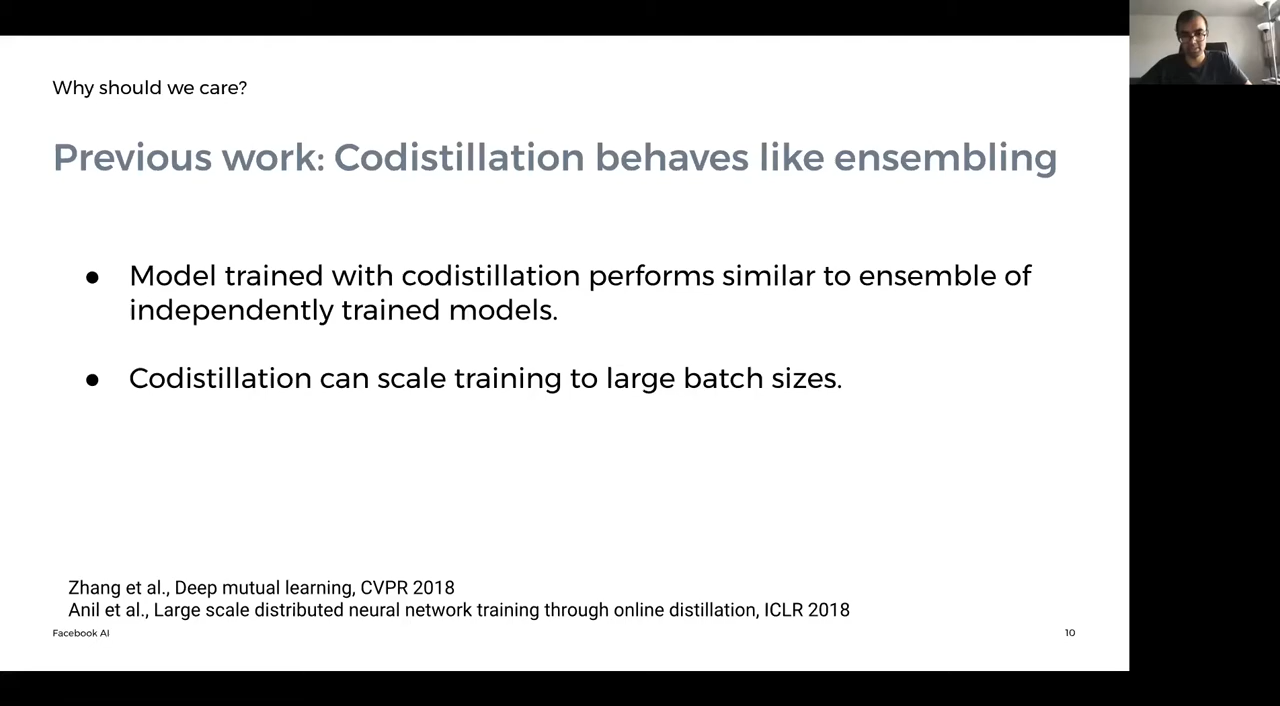 Why should we care?
Previous work: Codistillation behaves like ensembling
● Model trained with codistillation performs similar to ensemble of
independently trained models.
● Codistillation can scale training to large batch sizes.
Zhang et al., Deep mutual learning, CVPR 2018
Anil et al., Large scale distributed neural network training through online distillation, ICLR 2018
Facebook AI
10